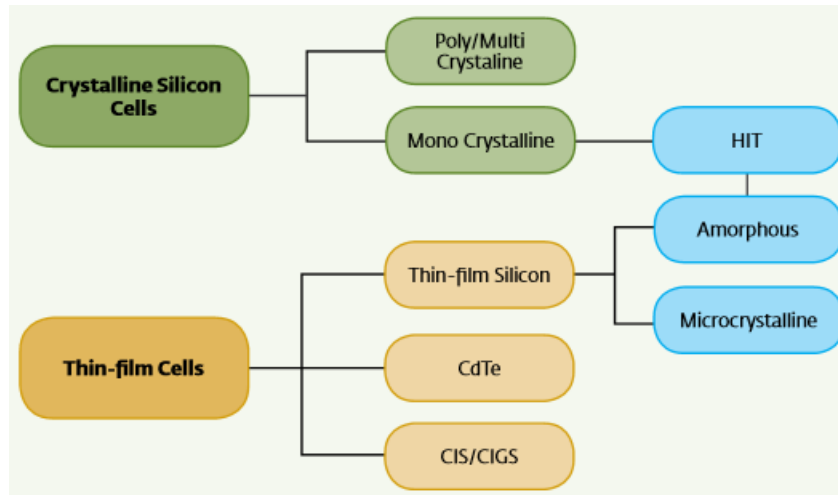 Poly/Multi
Crystaline
Crystalline Silicon
Cells
Mono Crystalline
HIT
Amorphous
Thin-film Silicon
Microcrystalline
Thin-film Cells
CdTe
CIS/CIGS